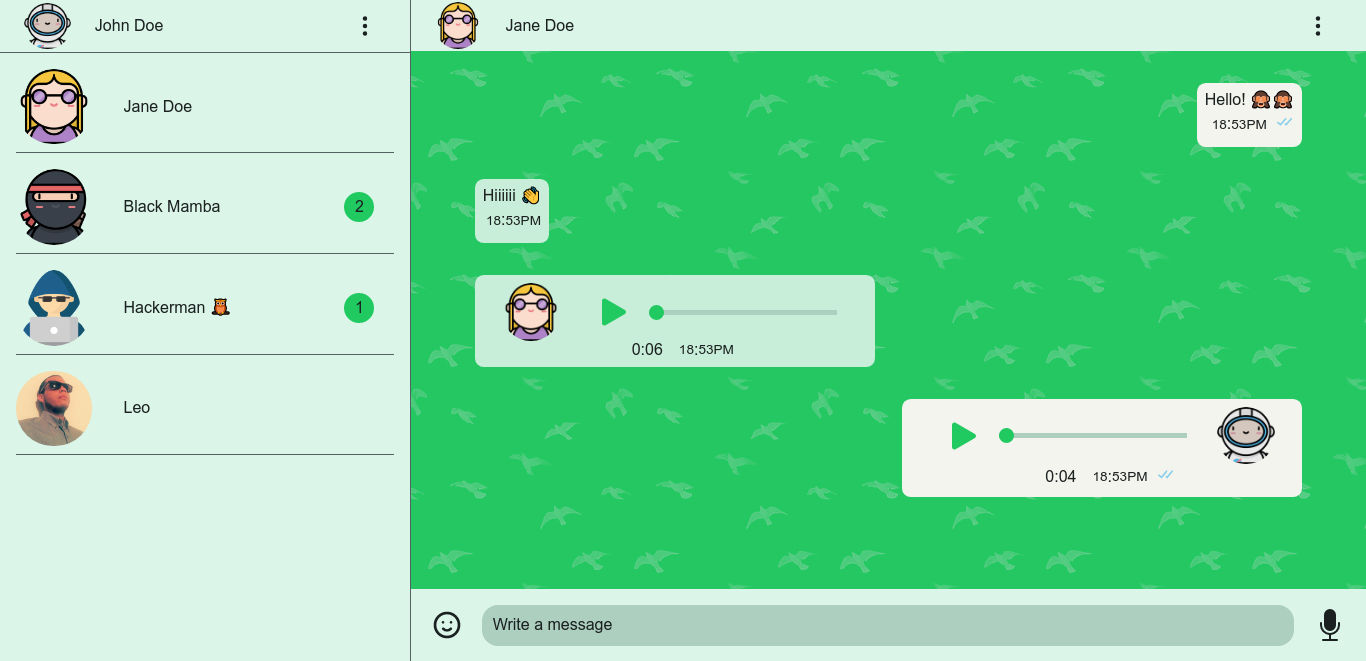 John Doe
Jane Doe
Black Mamba
2
Hackerman 🦉
1
Leo
Jane Doe
Hello! 🙈🙈
18:53PM
Hiiiiii 👏
18:53PM
0:06 18:53PM
0:04 18:53PM
Write a message